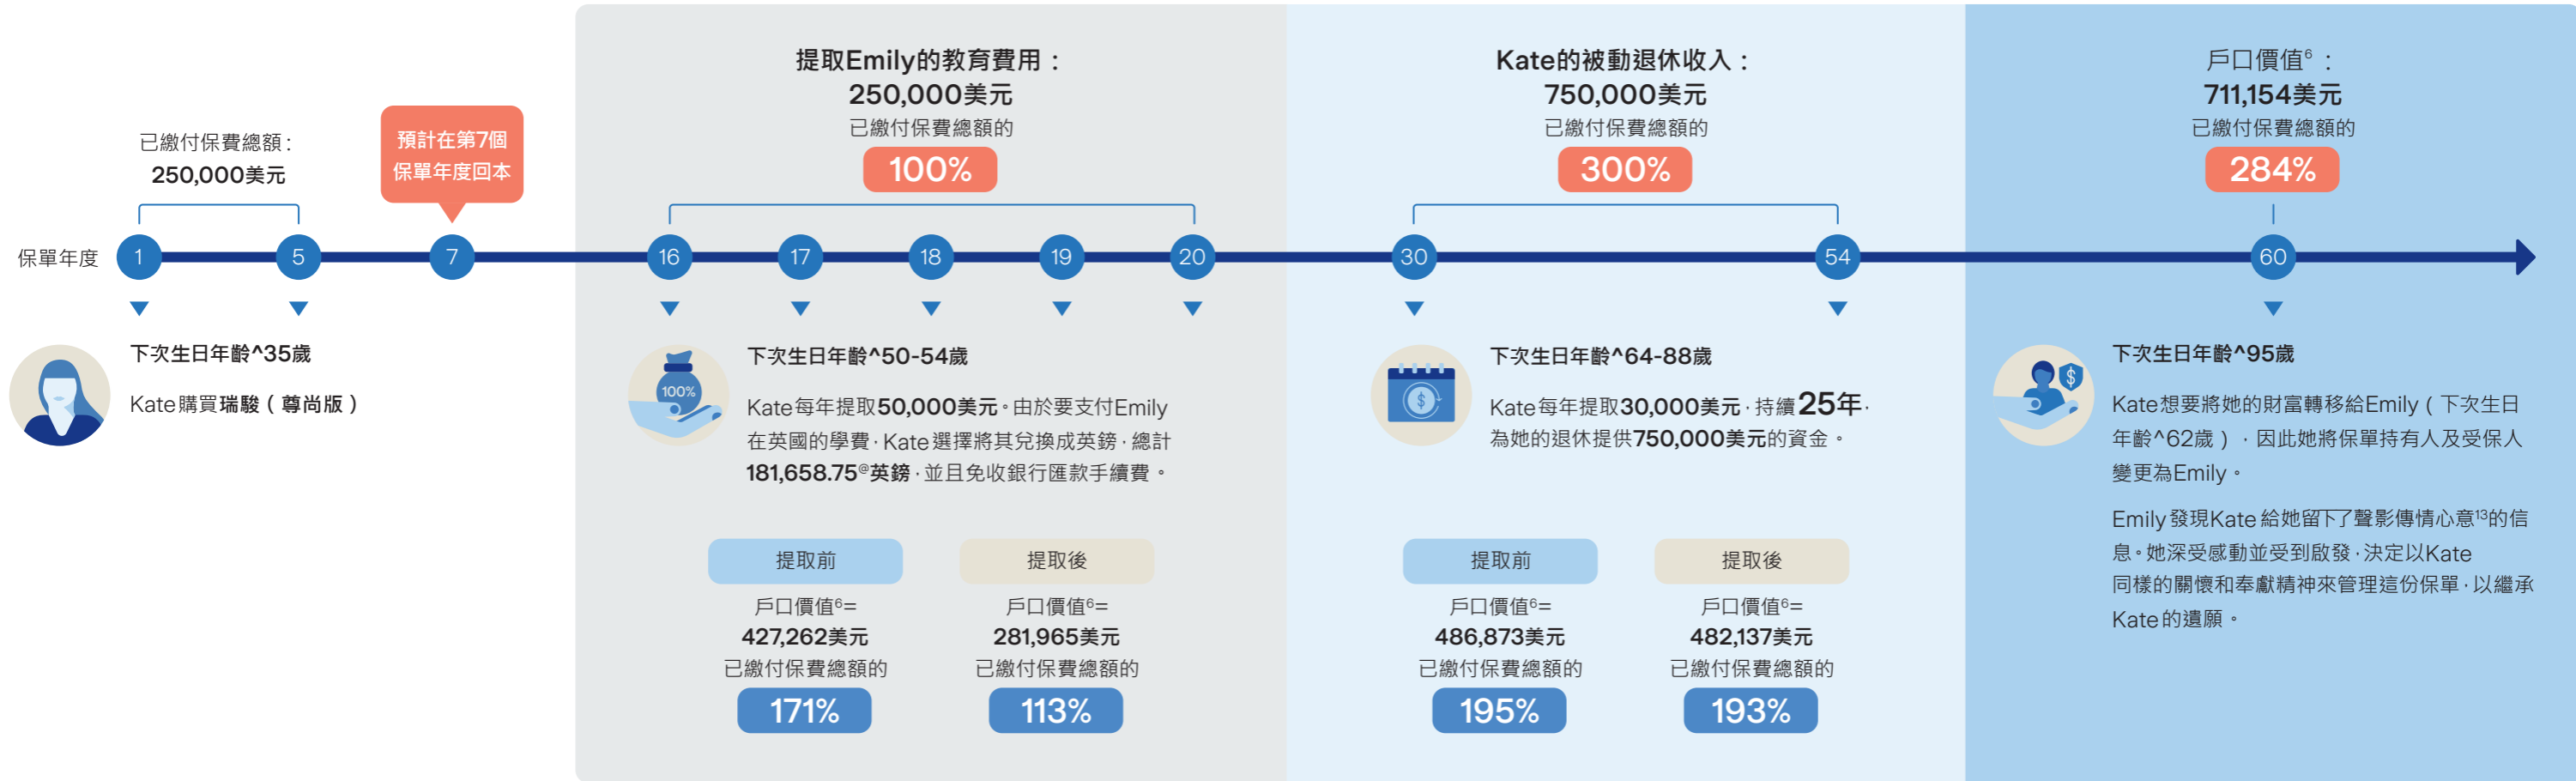 已繳付保費總額：
250,000美元
預計在第7個
保單年度回本
提取Emily的教育費用：
250,000美元
已繳付保費總額的
100%
Kate的被動退休收入：
750,000美元
已繳付保費總額的
300%
戶口價值⁶：
711,154美元
已繳付保費總額的
284%
保單年度 1 5 7 16 17 18 19 20 30 54 60
下次生日年齡^35歲
Kate購買瑞駿（尊尚版）
100%
下次生日年齡^50-54歲
Kate每年提取50,000美元。由於要支付Emily
在英國的學費，Kate選擇將其兌換成英鎊，總計
181,658.75@英鎊，並且免收銀行匯款手續費。
提取前
戶口價值⁶=
427,262美元
已繳付保費總額的
171%
提取後
戶口價值⁶=
281,965美元
已繳付保費總額的
113%
$
下次生日年齡^64-88歲
Kate每年提取30,000美元，持續25年，
為她的退休提供750,000美元的資金。
提取前
戶口價值⁶=
486,873美元
已繳付保費總額的
195%
提取後
戶口價值⁶=
482,137美元
已繳付保費總額的
193%
$
下次生日年齡^95歲
Kate想要將她的財富轉移給Emily（下次生日
年齡^62歲），因此她將保單持有人及受保人
變更為Emily。
Emily發現Kate給她留下了聲影傳情心意¹³的信
息。她深受感動並受到啟發，決定以Kate
同樣的關懷和奉獻精神來管理這份保單，以繼承
Kate的遺願。